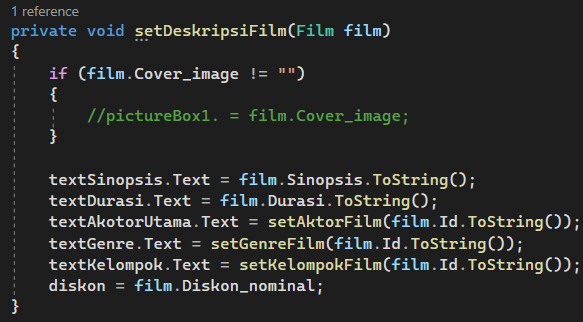 1 reference
private void setDeskripsiFilm(Film film)
{
if (film.Cover_image != "")
{
//pictureBox1. = film.Cover_image;
}
textSinopsis.Text = film.Sinopsis.ToString();
textDurasi.Text = film.Durasi.ToString();
textAkotorUtama.Text = setAktorFilm(film.Id.ToString());
textGenre.Text = setGenreFilm(film.Id.ToString());
textKelompok.Text = setKelompokFilm(film.Id.ToString());
diskon = film.Diskon_nominal;
}